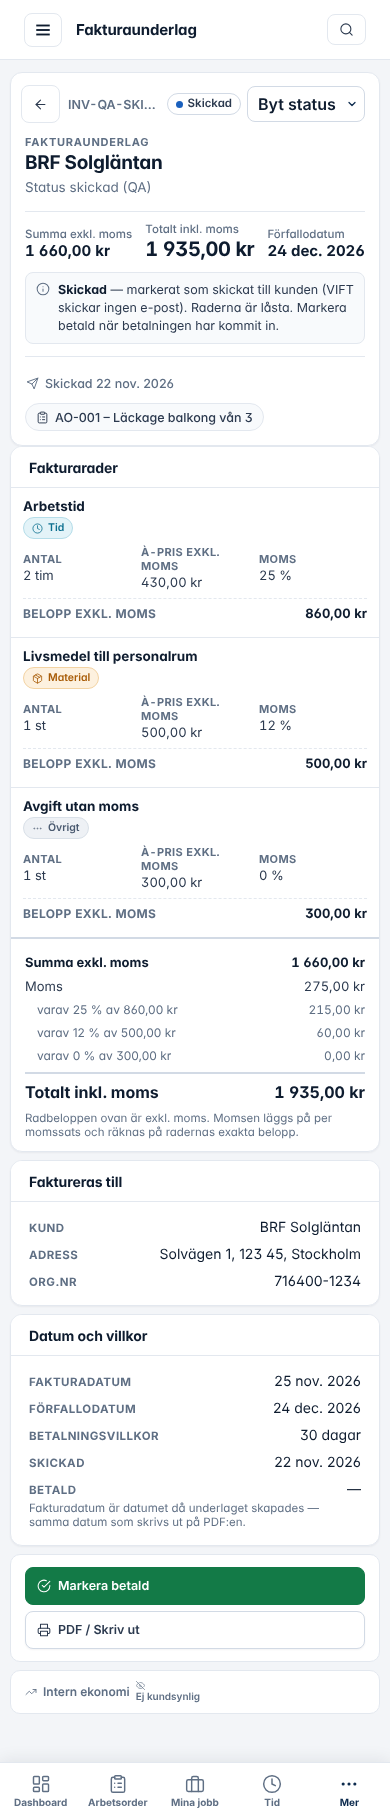 Fakturaunderlag
INV-QA-SKI...
Skickad
Byt status
FAKTURAUNDERLAG
BRF Solgläntan
Status skickad (QA)
Summa exkl. moms
1 660,00 kr
Totalt inkl. moms
1 935,00 kr
Förfallodatum
24 dec. 2026
Skickad — markerat som skickat till kunden (VIFT
skickar ingen e-post). Raderna är låsta. Markera
betald när betalningen har kommit in.
Skickad 22 nov. 2026
AO-001 – Läckage balkong vån 3
Fakturarader
Arbetstid
Tid
ANTAL
2 tim
À-PRIS EXKL.
MOMS
430,00 kr
MOMS
25 %
BELOPP EXKL. MOMS 860,00 kr
Livsmedel till personalrum
Material
ANTAL
1 st
À-PRIS EXKL.
MOMS
500,00 kr
MOMS
12 %
BELOPP EXKL. MOMS 500,00 kr
Avgift utan moms
Övrigt
ANTAL
1 st
À-PRIS EXKL.
MOMS
300,00 kr
MOMS
0 %
BELOPP EXKL. MOMS 300,00 kr
Summa exkl. moms 1 660,00 kr
Moms 275,00 kr
varav 25 % av 860,00 kr 215,00 kr
varav 12 % av 500,00 kr 60,00 kr
varav 0 % av 300,00 kr 0,00 kr
Totalt inkl. moms 1 935,00 kr
Radbeloppen ovan är exkl. moms. Momsen läggs på per
momssats och räknas på radernas exakta belopp.
Faktureras till
KUND BRF Solgläntan
ADRESS Solvägen 1, 123 45, Stockholm
ORG.NR 716400-1234
Datum och villkor
FAKTURADATUM 25 nov. 2026
FÖRFALLODATUM 24 dec. 2026
BETALNINGSVILLKOR 30 dagar
SKICKAD 22 nov. 2026
BETALD —
Fakturadatum är datumet då underlaget skapades —
samma datum som skrivs ut på PDF:en.
Markera betald
PDF / Skriv ut
Intern ekonomi
Ej kundsynlig
Dashboard
Arbetsorder
Mina jobb
Tid
Mer